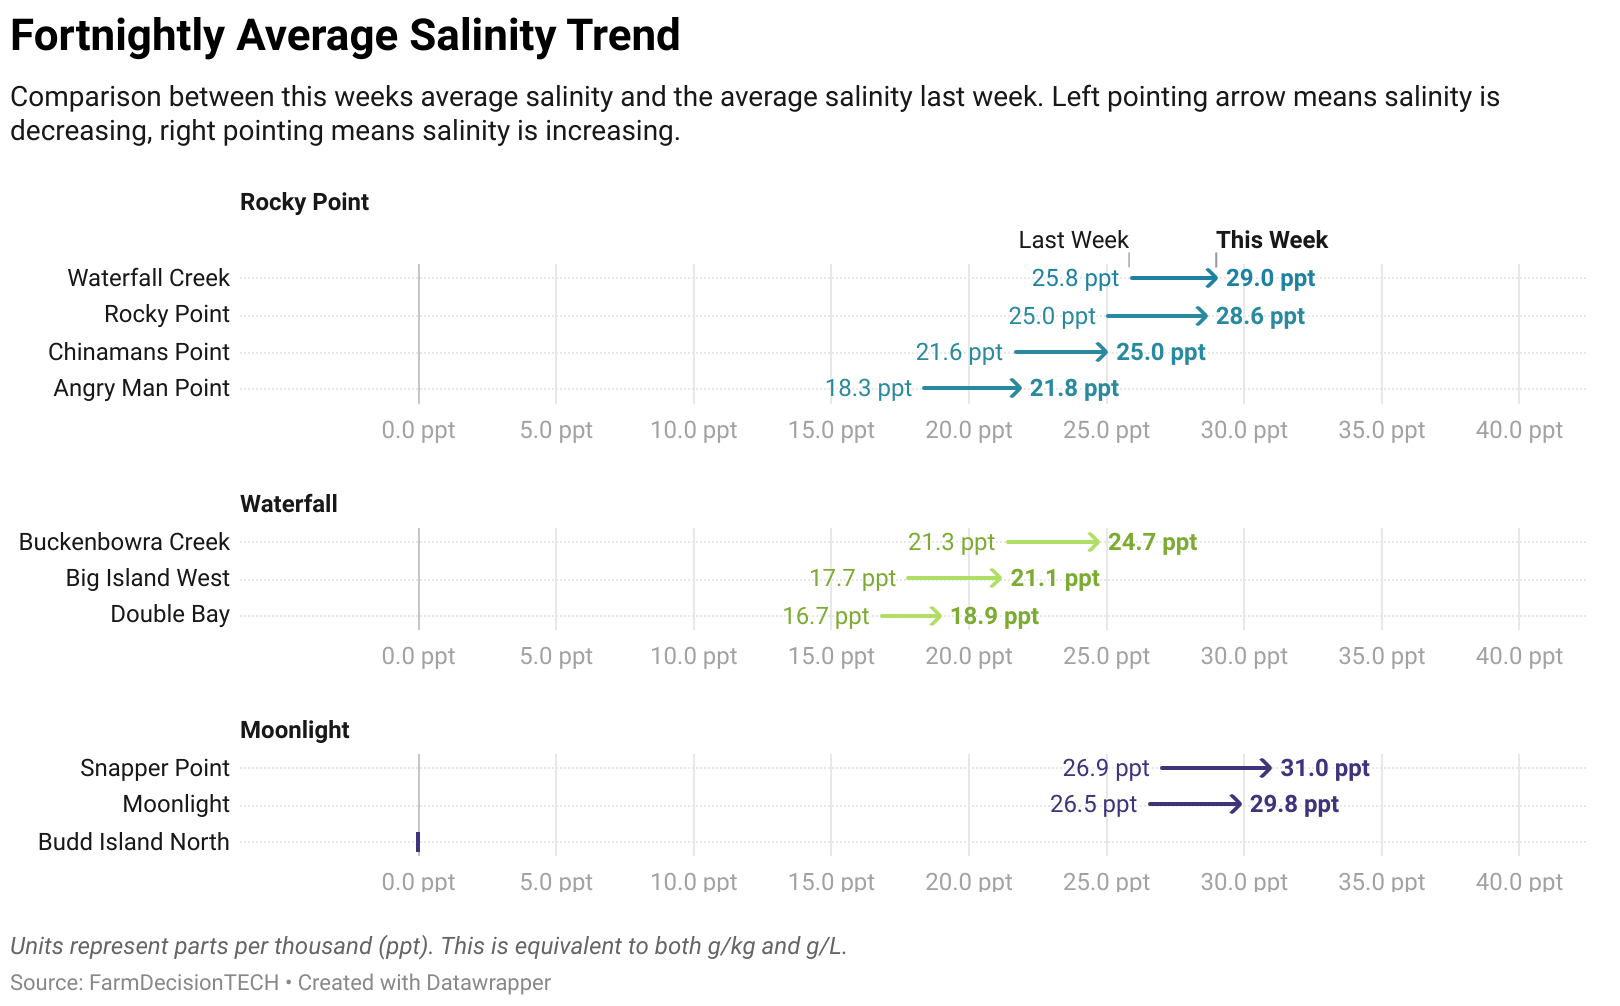 Fortnightly Average Salinity Trend
Comparison between this weeks average salinity and the average salinity last week. Left pointing arrow means salinity is
decreasing, right pointing means salinity is increasing.
Rocky Point
Last Week This Week
Waterfall Creek 25.8 ppt 29.0 ppt
Rocky Point 25.0 ppt 28.6 ppt
Chinamans Point 21.6 ppt 25.0 ppt
Angry Man Point 18.3 ppt 21.8 ppt
0.0 ppt 5.0 ppt 10.0 ppt 15.0 ppt 20.0 ppt 25.0 ppt 30.0 ppt 35.0 ppt 40.0 ppt
Waterfall
Buckenbowra Creek 21.3 ppt 24.7 ppt
Big Island West 17.7 ppt 21.1 ppt
Double Bay 16.7 ppt 18.9 ppt
0.0 ppt 5.0 ppt 10.0 ppt 15.0 ppt 20.0 ppt 25.0 ppt 30.0 ppt 35.0 ppt 40.0 ppt
Moonlight
Snapper Point 26.9 ppt 31.0 ppt
Moonlight 26.5 ppt 29.8 ppt
Budd Island North
0.0 ppt 5.0 ppt 10.0 ppt 15.0 ppt 20.0 ppt 25.0 ppt 30.0 ppt 35.0 ppt 40.0 ppt
Units represent parts per thousand (ppt). This is equivalent to both g/kg and g/L.
Source: FarmDecisionTECH • Created with Datawrapper